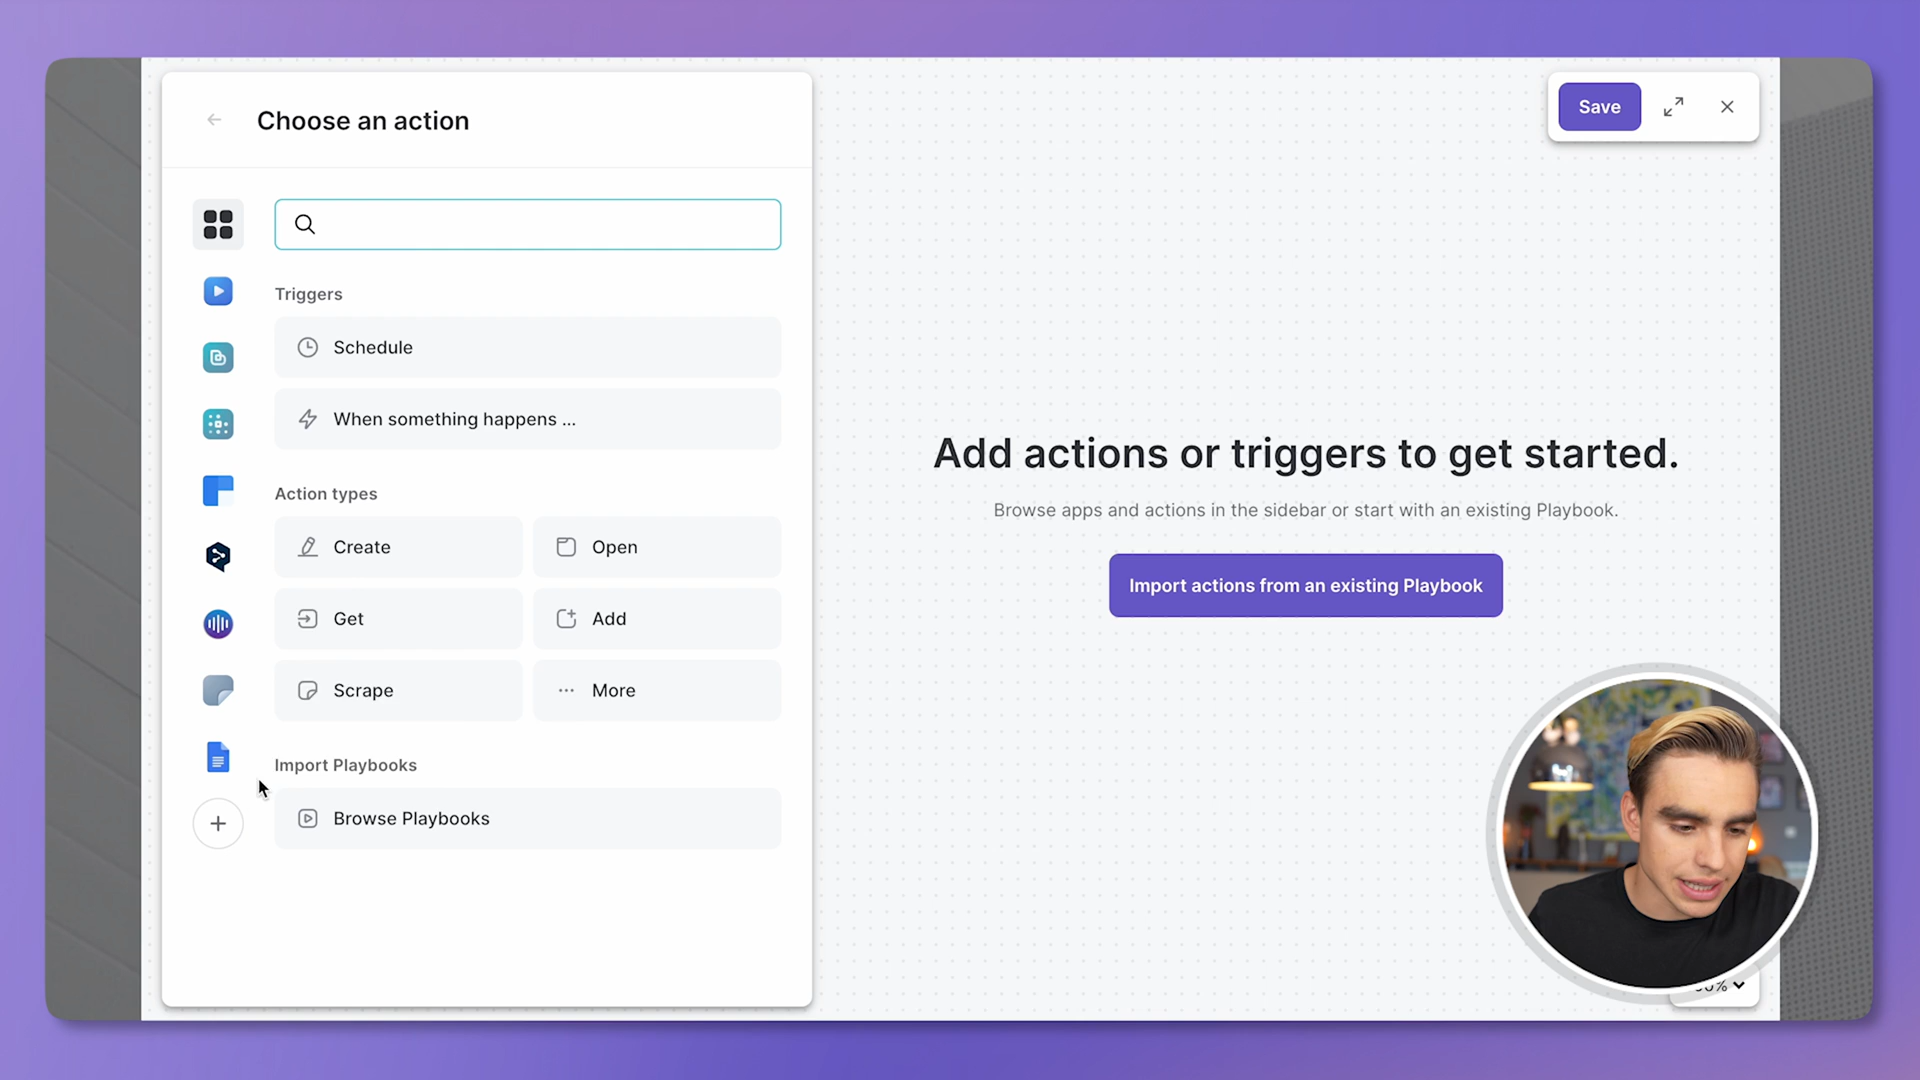 Choose an action
Save
Triggers
Schedule
When something happens ...
Action types
Create
Open
Get
Add
Scrape
More
Import Playbooks
Browse Playbooks
Add actions or triggers to get started.
Browse apps and actions in the sidebar or start with an existing Playbook.
Import actions from an existing Playbook